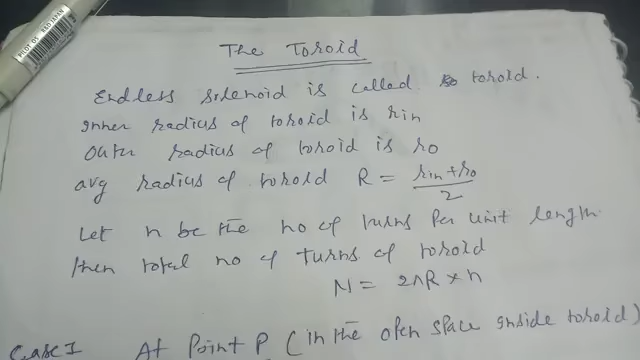 PILOT
The Toroid
Endless solenoid is called toroid.
inner radius of toroid is rin
outer radius of toroid is ro
avg radius of toroid R = rin + ro / 2
Let n be the no of turns per unit length
then total no of turns of toroid
N = 2πR × n
Case I At Point P (in the open space inside toroid)